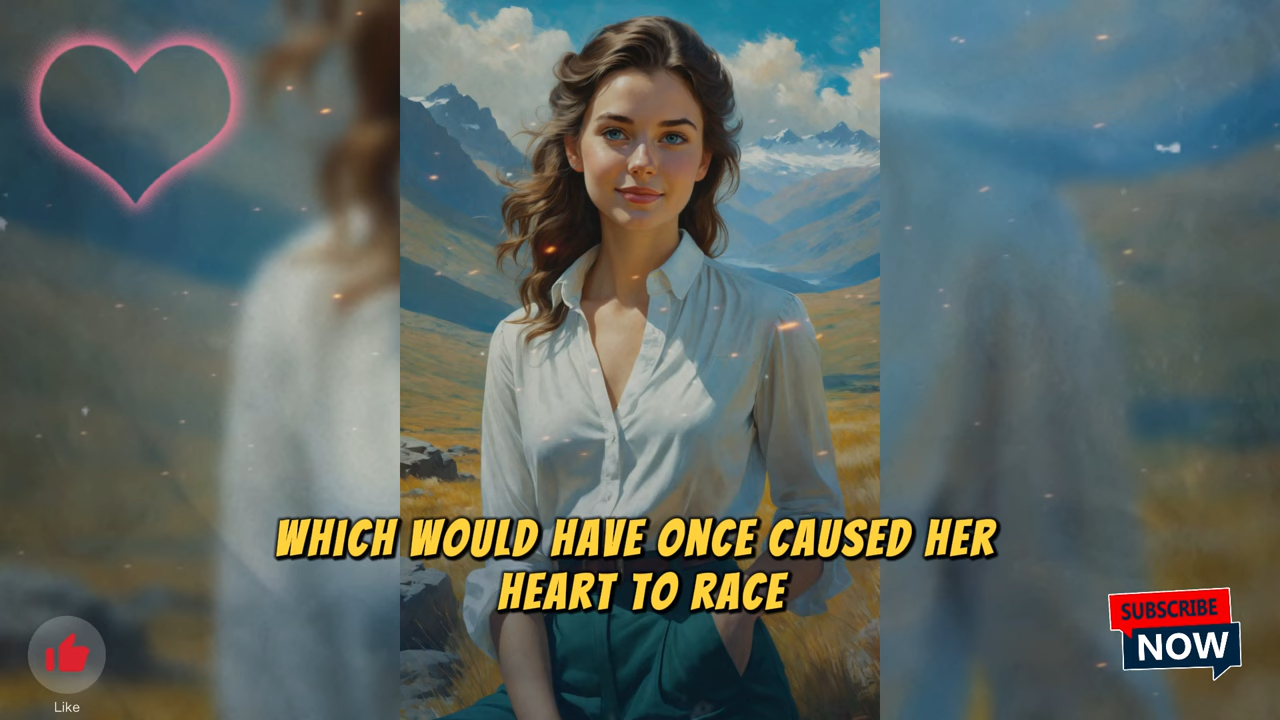 WHICH WOULD HAVE ONCE CAUSED HER
HEART TO RACE
SUBSCRIBE
NOW
Like